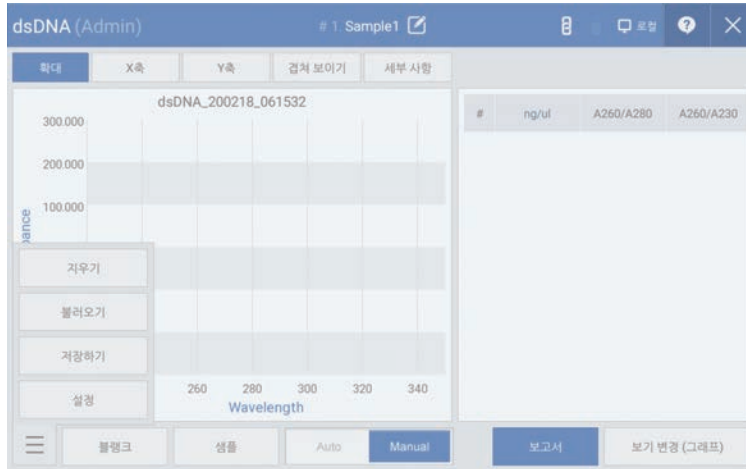 dsDNA (Admin) # 1. Sample1 로컬 ?
확대 X축 Y축 겹쳐 보이기 세부 사항
dsDNA_200218_061532
# ng/ul A260/A280 A260/A230
300.000
200.000
100.000
지우기
불러오기
저장하기
설정
260 280 300 320 340
Wavelength
블랭크 샘플 Auto Manual 보고서 보기 변경 (그래프)